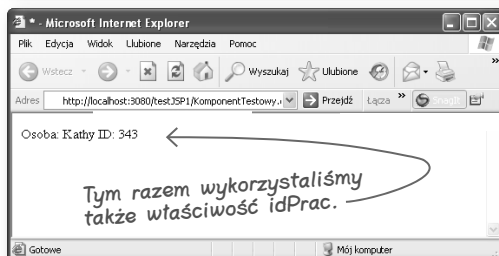 * - Microsoft Internet Explorer
Plik Edycja Widok Ulubione Narzędzia Pomoc
Wstecz Wyszukaj Ulubione
Adres http://localhost:3080/testJSP1/KomponentTestowy. Przejdź Łącza SnagIt
Osoba: Kathy ID: 343
Tym razem wykorzystaliśmy
także właściwość idPrac.
Gotowe Mój komputer